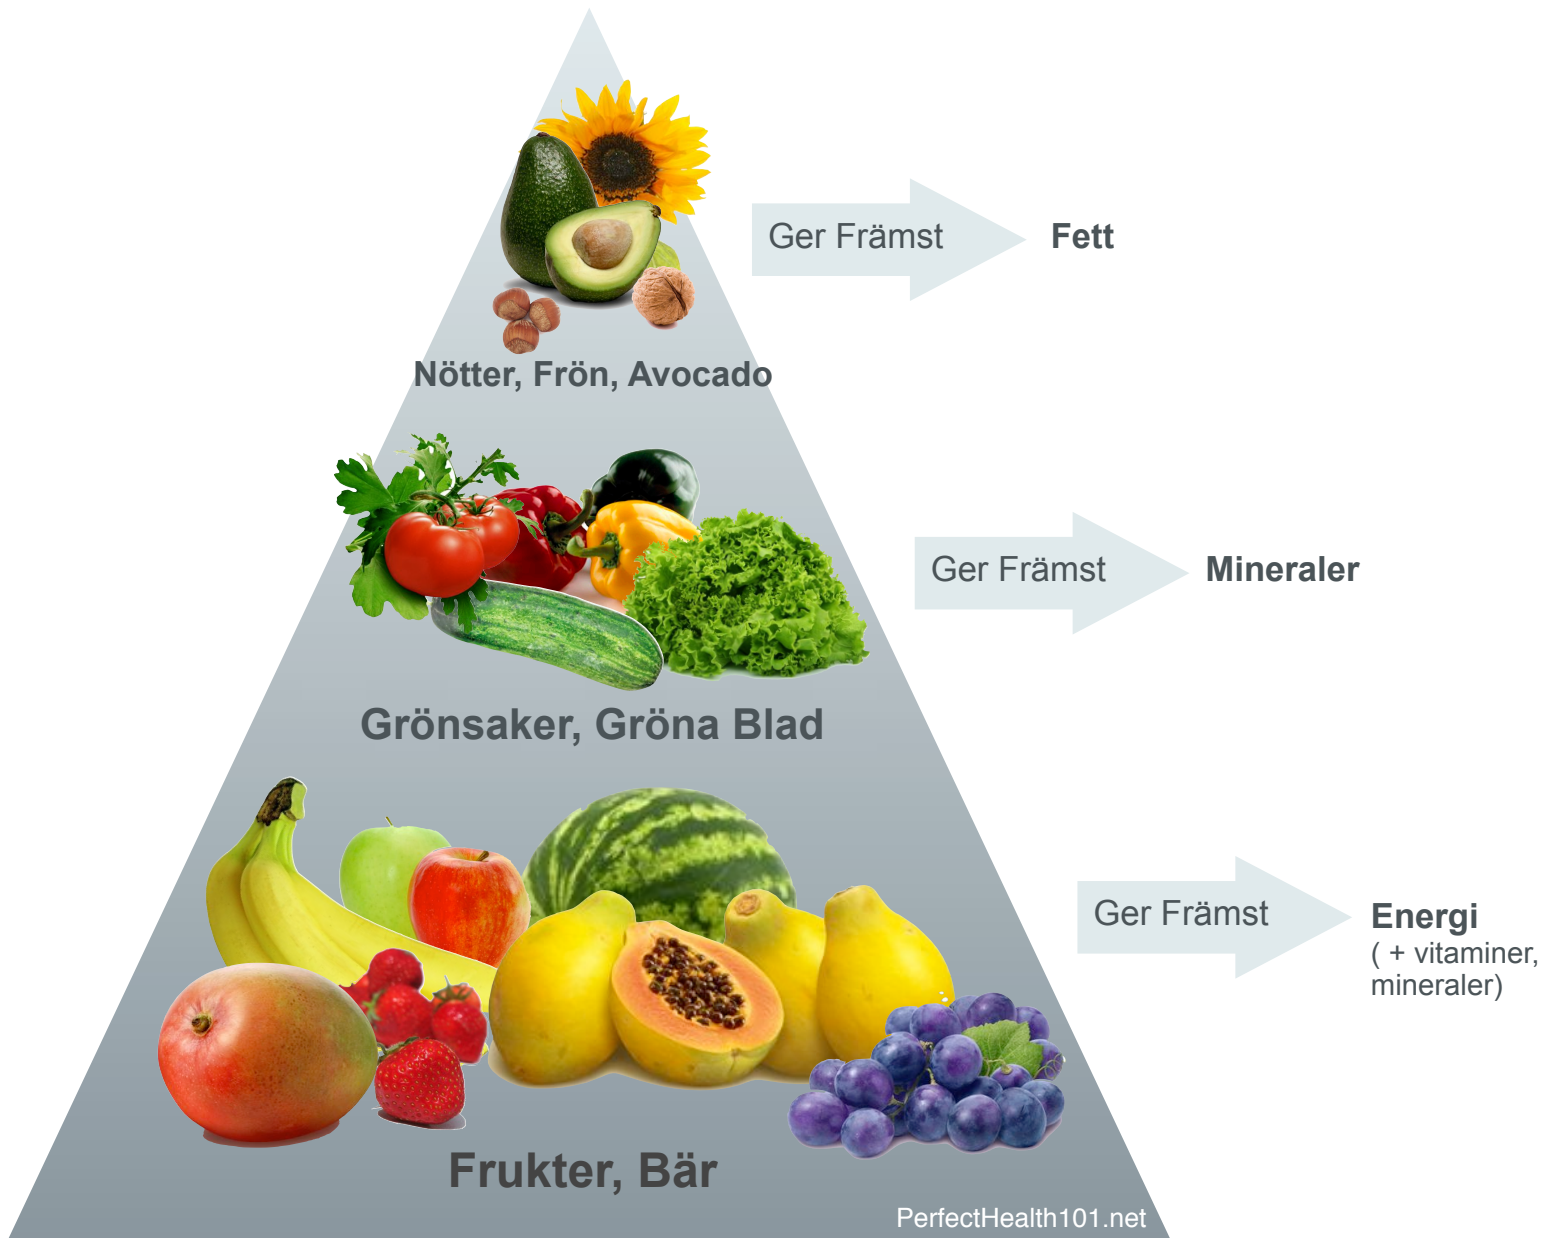 Ger Främst
Fett
Nötter, Frön, Avocado
Ger Främst
Mineraler
Grönsaker, Gröna Blad
Ger Främst
Energi
( + vitaminer,
mineraler)
Frukter, Bär
PerfectHealth101.net